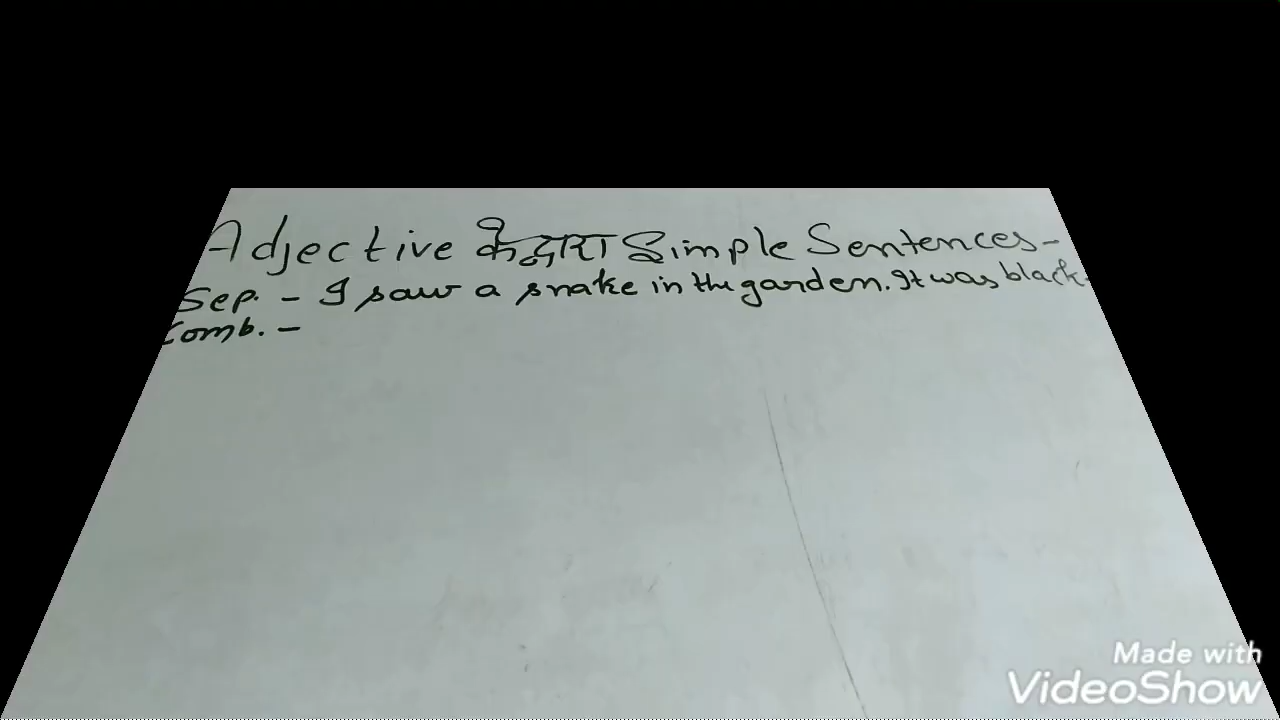 Adjective के द्वारा Simple Sentences-
Sep. - I saw a snake in the garden. It was black.
Comb. -
Made with
VideoShow